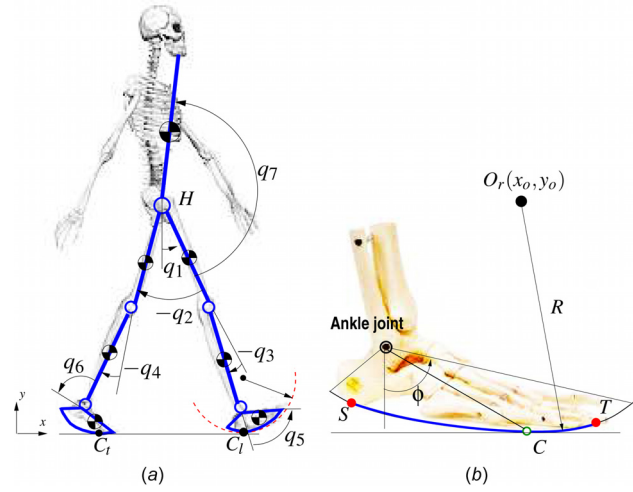 q₇
H
q₁
−q₂
−q₃
−q₄
q₆
q₅
y
x
Cₜ
Cₗ
(a)
Oᵣ(xₒ, yₒ)
R
Ankle joint
ϕ
S
T
C
(b)